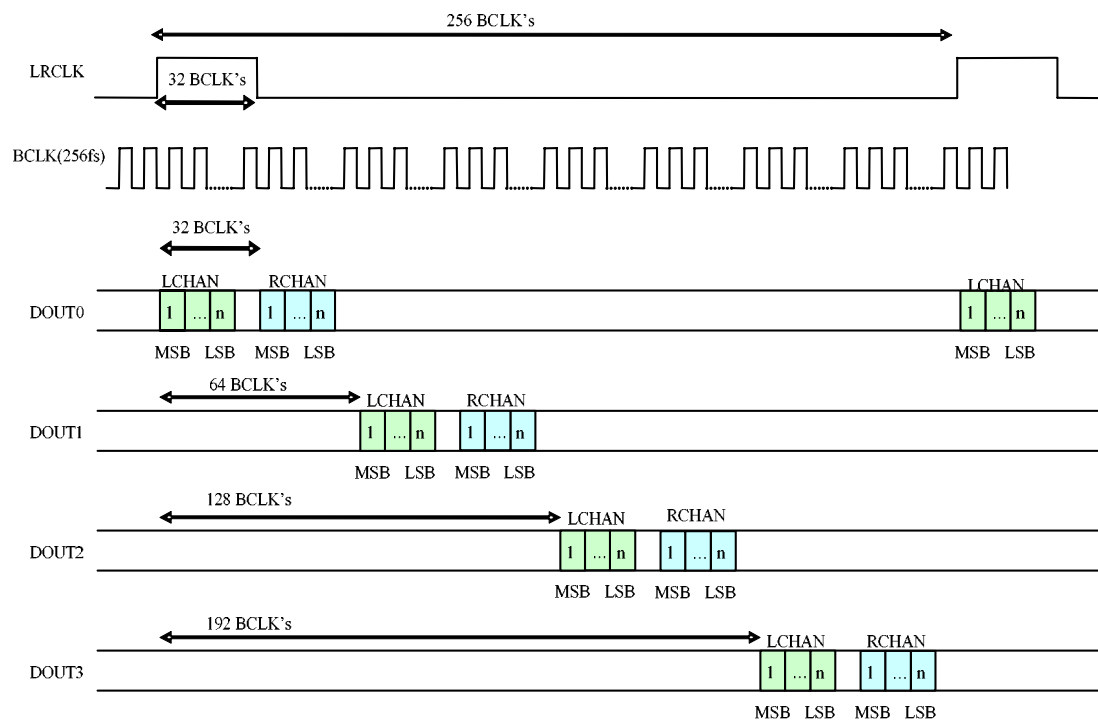 256 BCLK's
LRCLK
32 BCLK's
BCLK(256fs)
32 BCLK's
LCHAN RCHAN LCHAN
DOUT0 1 ... n 1 ... n 1 ... n
MSB LSB MSB LSB MSB LSB
64 BCLK's
LCHAN RCHAN
DOUT1 1 ... n 1 ... n
MSB LSB MSB LSB
128 BCLK's
LCHAN RCHAN
DOUT2 1 ... n 1 ... n
MSB LSB MSB LSB
192 BCLK's
LCHAN RCHAN
DOUT3 1 ... n 1 ... n
MSB LSB MSB LSB